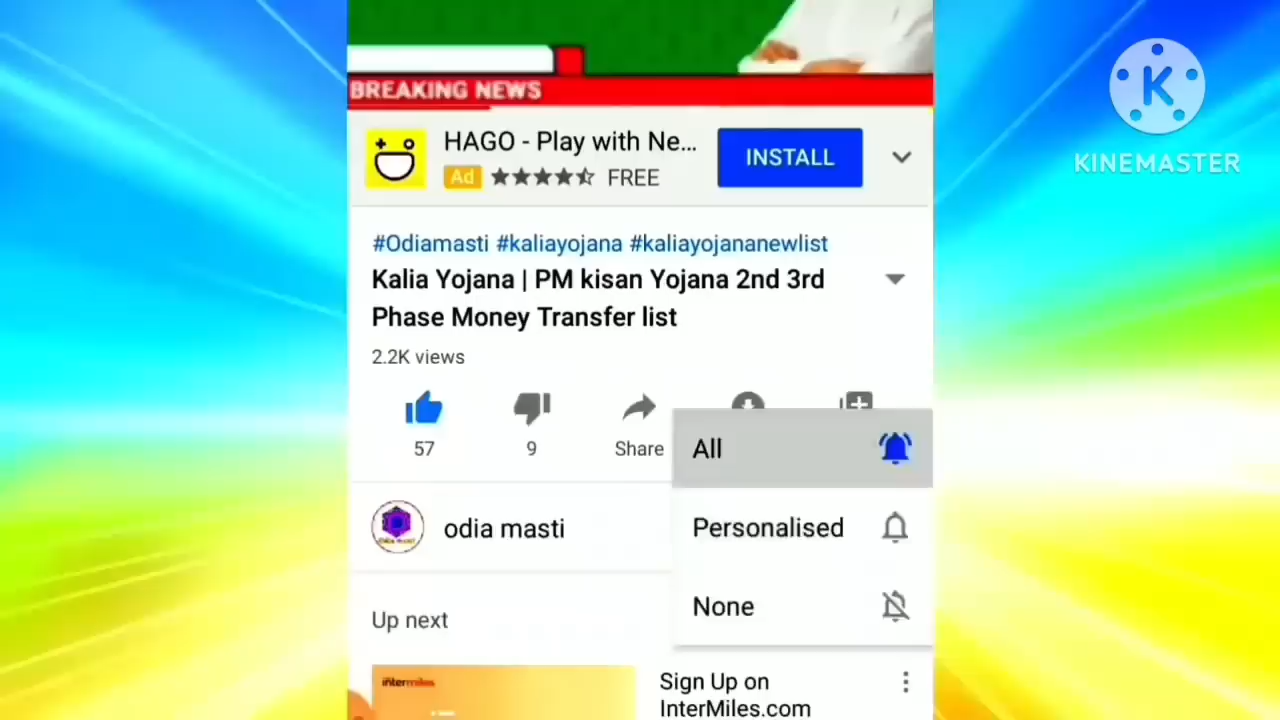 BREAKING NEWS
HAGO - Play with Ne...
INSTALL
Ad
FREE
#Odiamasti #kaliayojana #kaliayojananewlist
Kalia Yojana | PM kisan Yojana 2nd 3rd
Phase Money Transfer list
2.2K views
57
9
Share
All
odia masti
Personalised
None
Up next
intermiles
Sign Up on
InterMiles.com
K
KINEMASTER